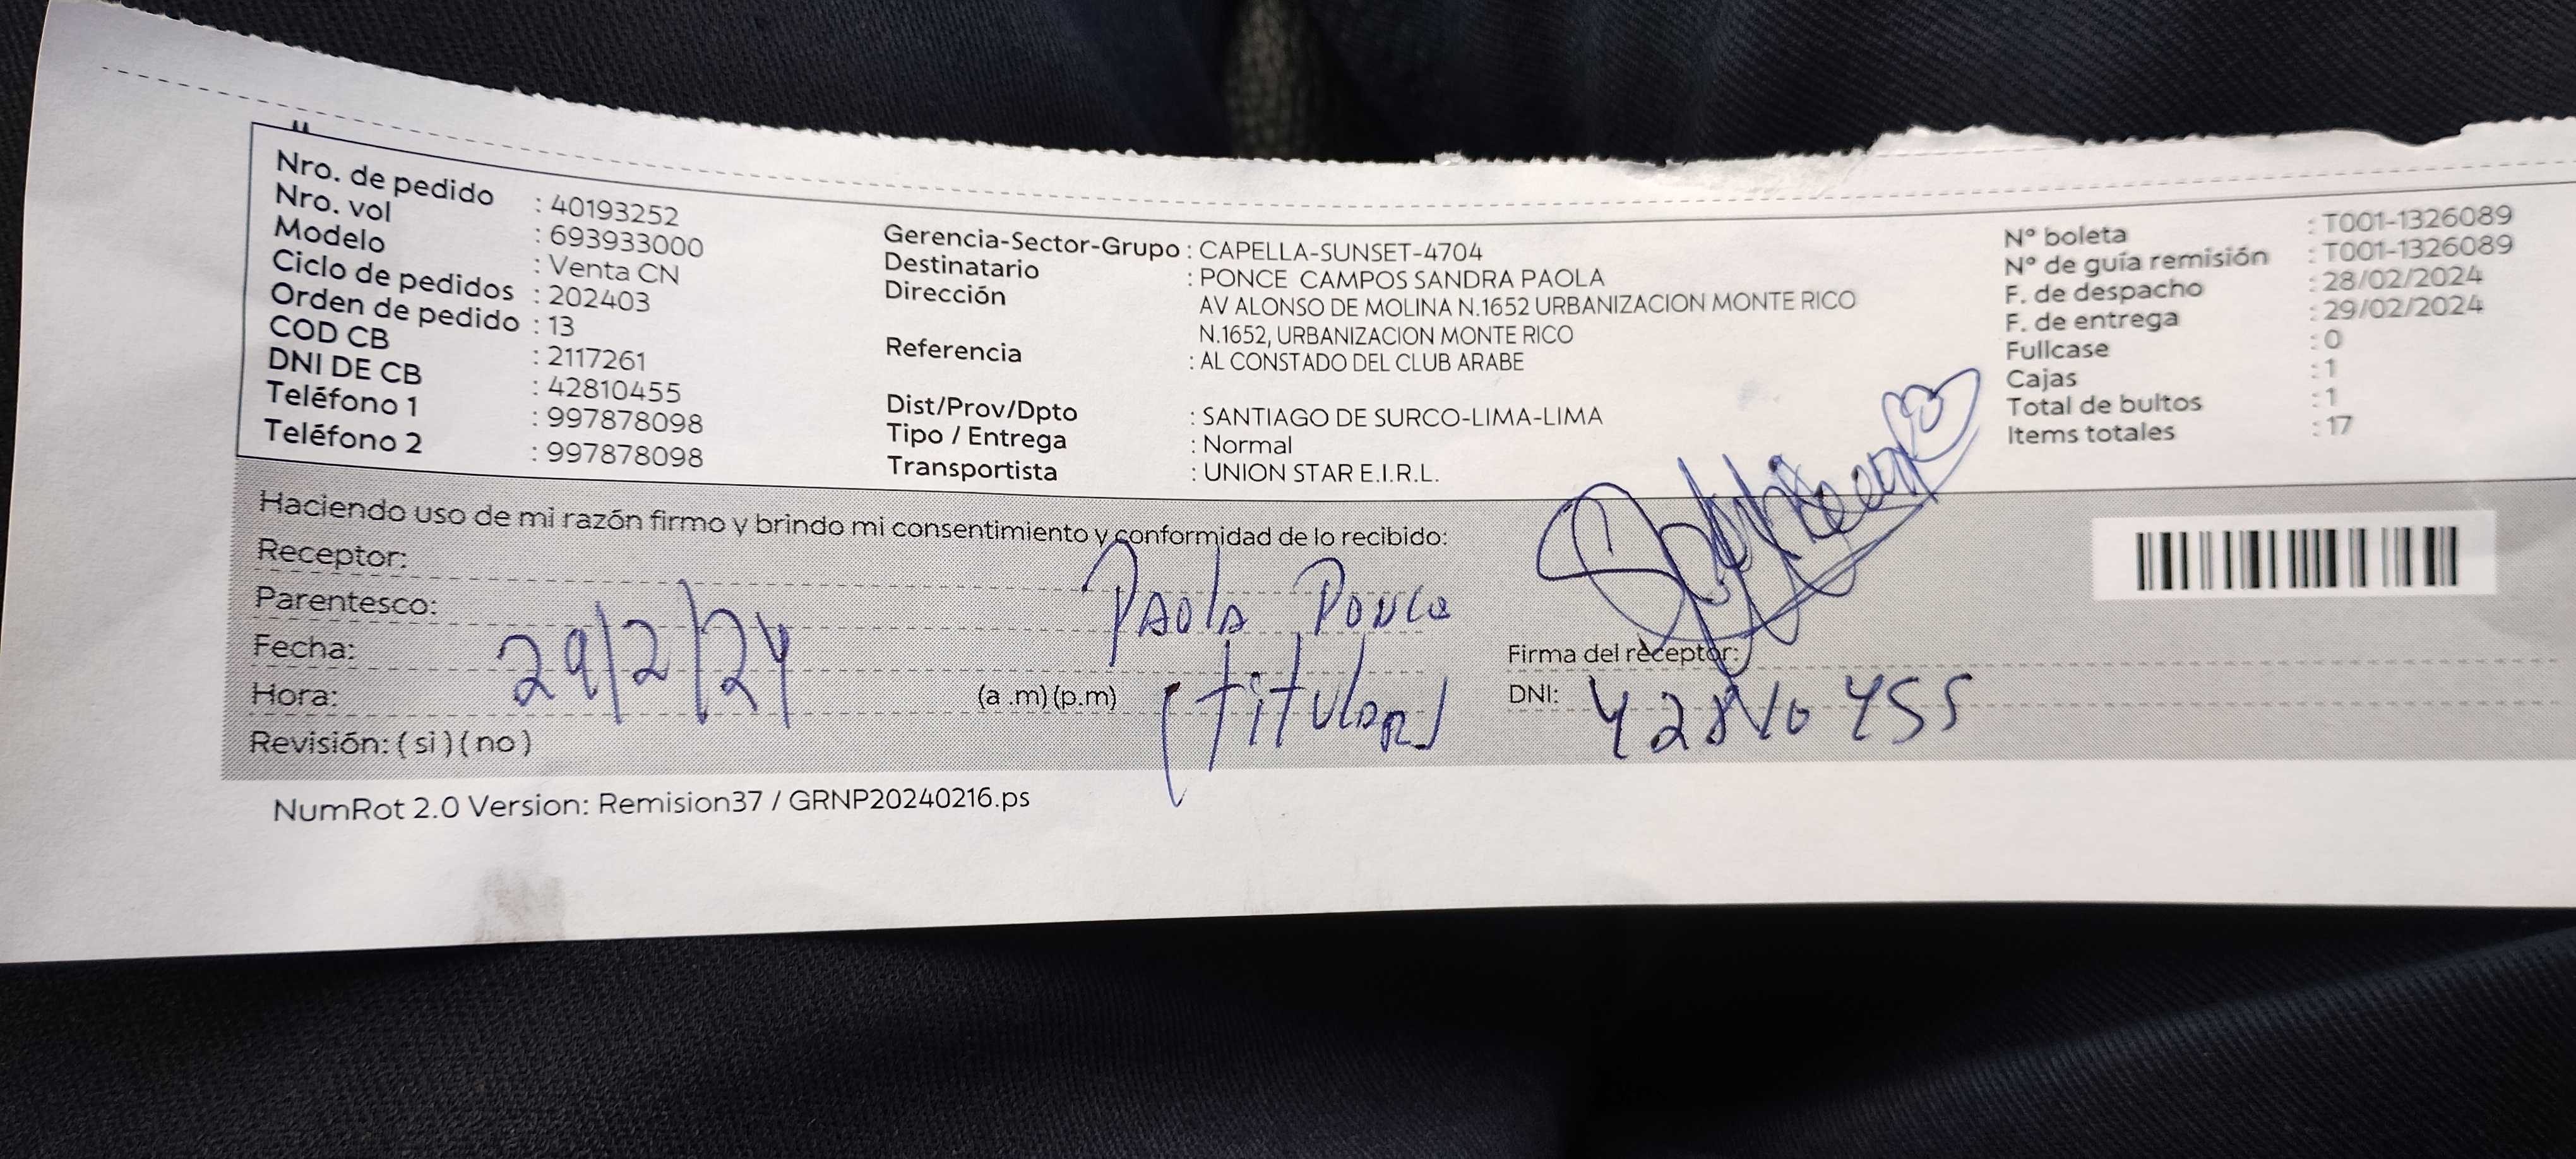 Nro. de pedido : 40193252
Nro. vol : 693933000
Modelo : Venta CN
Ciclo de pedidos : 202403
Orden de pedido : 13
COD CB : 2117261
DNI DE CB : 42810455
Teléfono 1 : 997878098
Teléfono 2 : 997878098
Gerencia-Sector-Grupo : CAPELLA-SUNSET-4704
Destinatario : PONCE CAMPOS SANDRA PAOLA
Dirección AV ALONSO DE MOLINA N.1652 URBANIZACION MONTE RICO
N.1652, URBANIZACION MONTE RICO
Referencia : AL CONSTADO DEL CLUB ARABE
Dist/Prov/Dpto : SANTIAGO DE SURCO-LIMA-LIMA
Tipo / Entrega : Normal
Transportista : UNION STAR E.I.R.L.
N° boleta : T001-1326089
N° de guía remisión : T001-1326089
F. de despacho : 28/02/2024
F. de entrega : 29/02/2024
Fullcase : 0
Cajas : 1
Total de bultos : 1
Items totales : 17
Haciendo uso de mi razón firmo y brindo mi consentimiento y conformidad de lo recibido:
Receptor:
Parentesco: Paola Ponce
Fecha: 29/2/24
Hora: (a .m) (p.m) (titular)
Revisión: ( si ) ( no )
Firma del receptor:
DNI: 42810455
NumRot 2.0 Version: Remision37 / GRNP20240216.ps